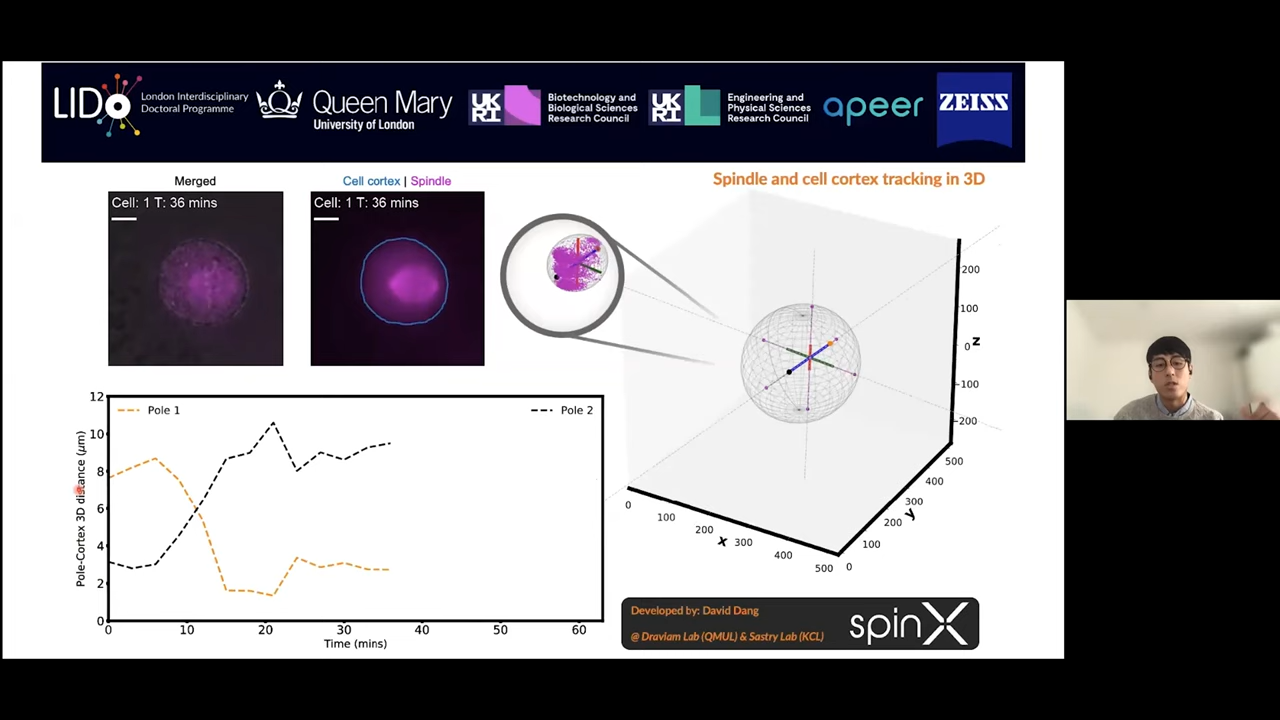 LIDo
London Interdisciplinary
Doctoral Programme
Queen Mary
University of London
UK
RI
Biotechnology and
Biological Sciences
Research Council
UK
RI
Engineering and
Physical Sciences
Research Council
apeer
ZEISS
Merged
Cell cortex | Spindle
Spindle and cell cortex tracking in 3D
Cell: 1 T: 36 mins
Cell: 1 T: 36 mins
200
100
0
-100
-200
z
500
400
300
200
100
0
y
0
100
200
300
400
500
x
12
10
8
6
4
2
0
Pole-Cortex 3D distance (μm)
Pole 1
Pole 2
0
10
20
30
40
50
60
Time (mins)
Developed by: David Dang
@ Draviam Lab (QMUL) & Sastry Lab (KCL)
spinX